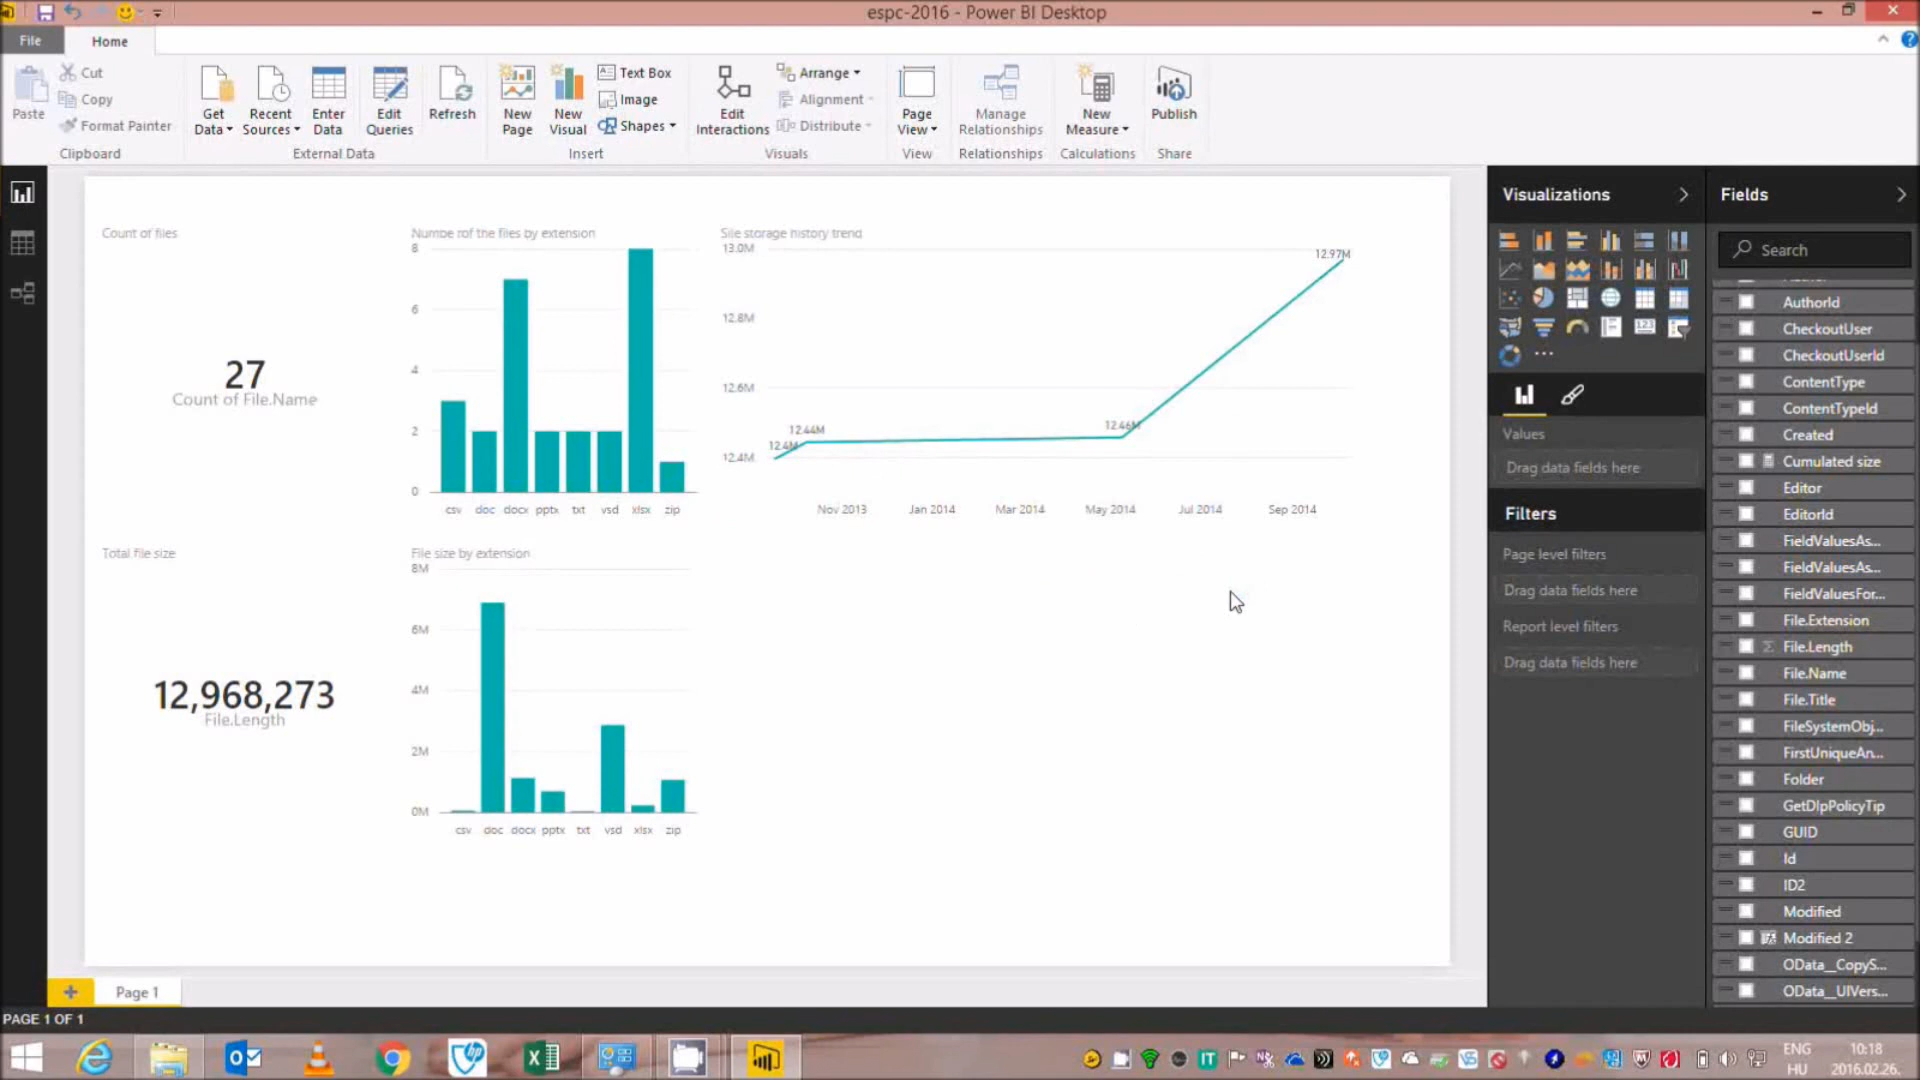 espc-2016 - Power BI Desktop
File
Home
Paste
Cut
Copy
Format Painter
Clipboard
Get Data
Recent Sources
Enter Data
Edit Queries
Refresh
External Data
New Page
New Visual
Text Box
Image
Shapes
Insert
Edit Interactions
Arrange
Alignment
Distribute
Visuals
Page View
View
Manage Relationships
Relationships
New Measure
Calculations
Publish
Share
Count of files
27
Count of File.Name
Numbe rof the files by extension
8
6
4
2
0
csv doc docx pptx txt vsd xlsx zip
Site storage history trend
13.0M
12.8M
12.6M
12.4M
12.4M
12.44M
12.46M
12.97M
Nov 2013 Jan 2014 Mar 2014 May 2014 Jul 2014 Sep 2014
Total file size
12,968,273
File.Length
File size by extension
8M
6M
4M
2M
0M
csv doc docx pptx txt vsd xlsx zip
Visualizations
Values
Drag data fields here
Filters
Page level filters
Drag data fields here
Report level filters
Drag data fields here
Fields
Search
AuthorId
CheckoutUser
CheckoutUserId
ContentType
ContentTypeId
Created
Cumulated size
Editor
EditorId
FieldValuesAs...
FieldValuesAs...
FieldValuesFor...
File.Extension
File.Length
File.Name
File.Title
FileSystemObj...
FirstUniqueAn...
Folder
GetDlpPolicyTip
GUID
Id
ID2
Modified
Modified 2
OData__CopyS...
OData__UIVers...
Page 1
PAGE 1 OF 1
ENG
HU
10:18
2016.02.26.